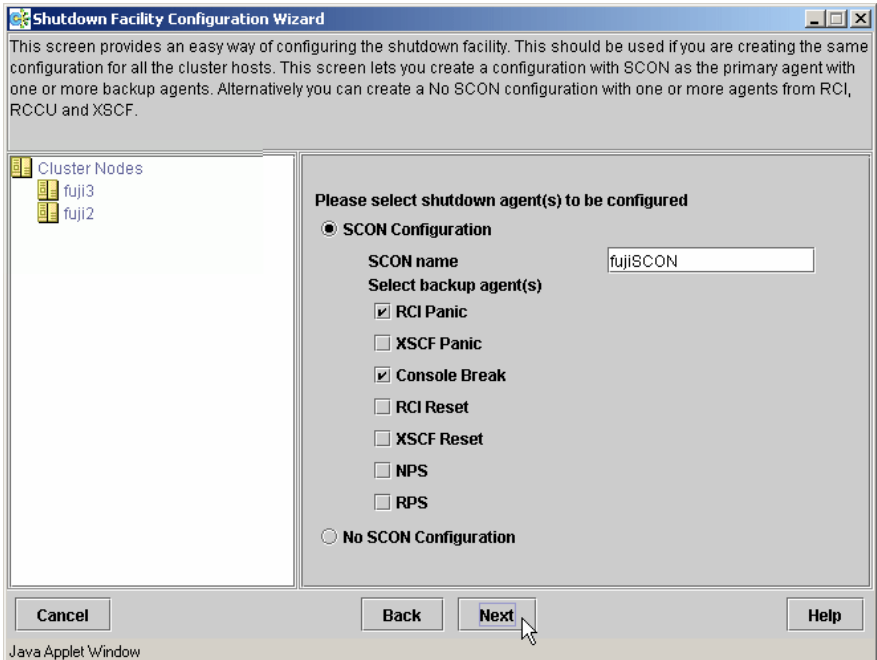 Shutdown Facility Configuration Wizard
This screen provides an easy way of configuring the shutdown facility. This should be used if you are creating the same
configuration for all the cluster hosts. This screen lets you create a configuration with SCON as the primary agent with
one or more backup agents. Alternatively you can create a No SCON configuration with one or more agents from RCI,
RCCU and XSCF.
Cluster Nodes
fuji3
fuji2
Please select shutdown agent(s) to be configured
SCON Configuration
SCON name fujiSCON
Select backup agent(s)
RCI Panic
XSCF Panic
Console Break
RCI Reset
XSCF Reset
NPS
RPS
No SCON Configuration
Cancel Back Next Help
Java Applet Window